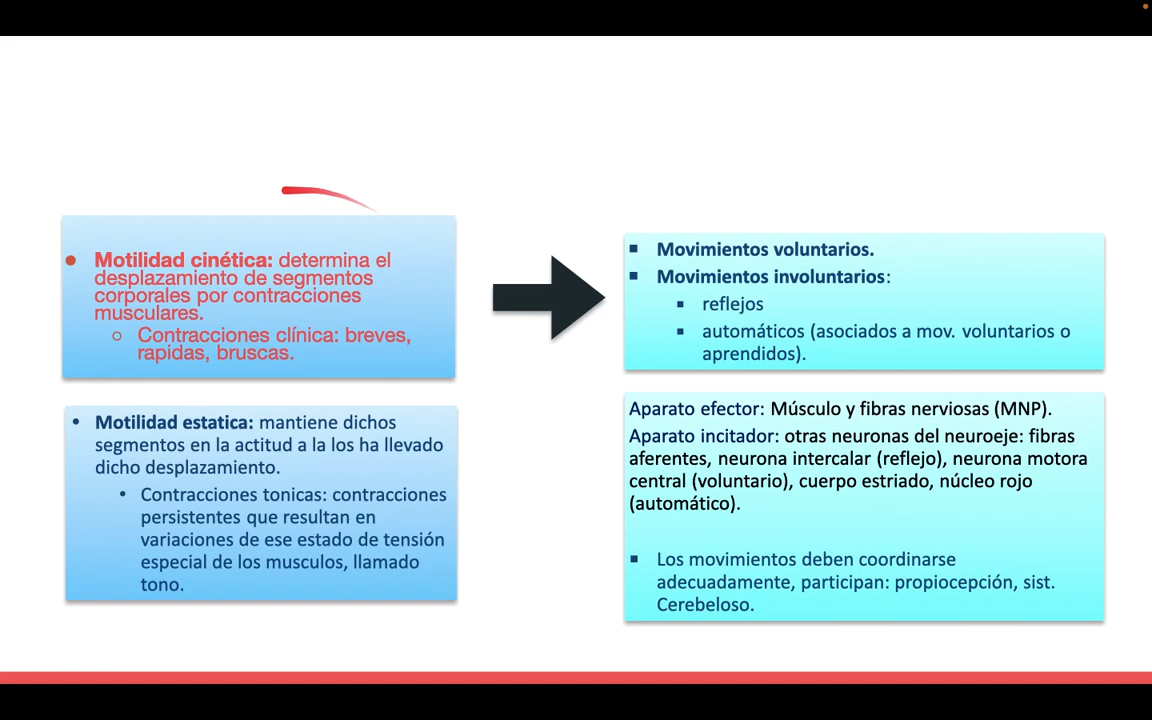 ● Motilidad cinética: determina el
desplazamiento de segmentos
corporales por contracciones
musculares.
○ Contracciones clínica: breves,
rapidas, bruscas.
• Motilidad estatica: mantiene dichos
segmentos en la actitud a la los ha llevado
dicho desplazamiento.
• Contracciones tonicas: contracciones
persistentes que resultan en
variaciones de ese estado de tensión
especial de los musculos, llamado
tono.
▪ Movimientos voluntarios.
▪ Movimientos involuntarios:
▪ reflejos
▪ automáticos (asociados a mov. voluntarios o
aprendidos).
Aparato efector: Músculo y fibras nerviosas (MNP).
Aparato incitador: otras neuronas del neuroeje: fibras
aferentes, neurona intercalar (reflejo), neurona motora
central (voluntario), cuerpo estriado, núcleo rojo
(automático).
▪ Los movimientos deben coordinarse
adecuadamente, participan: propiocepción, sist.
Cerebeloso.